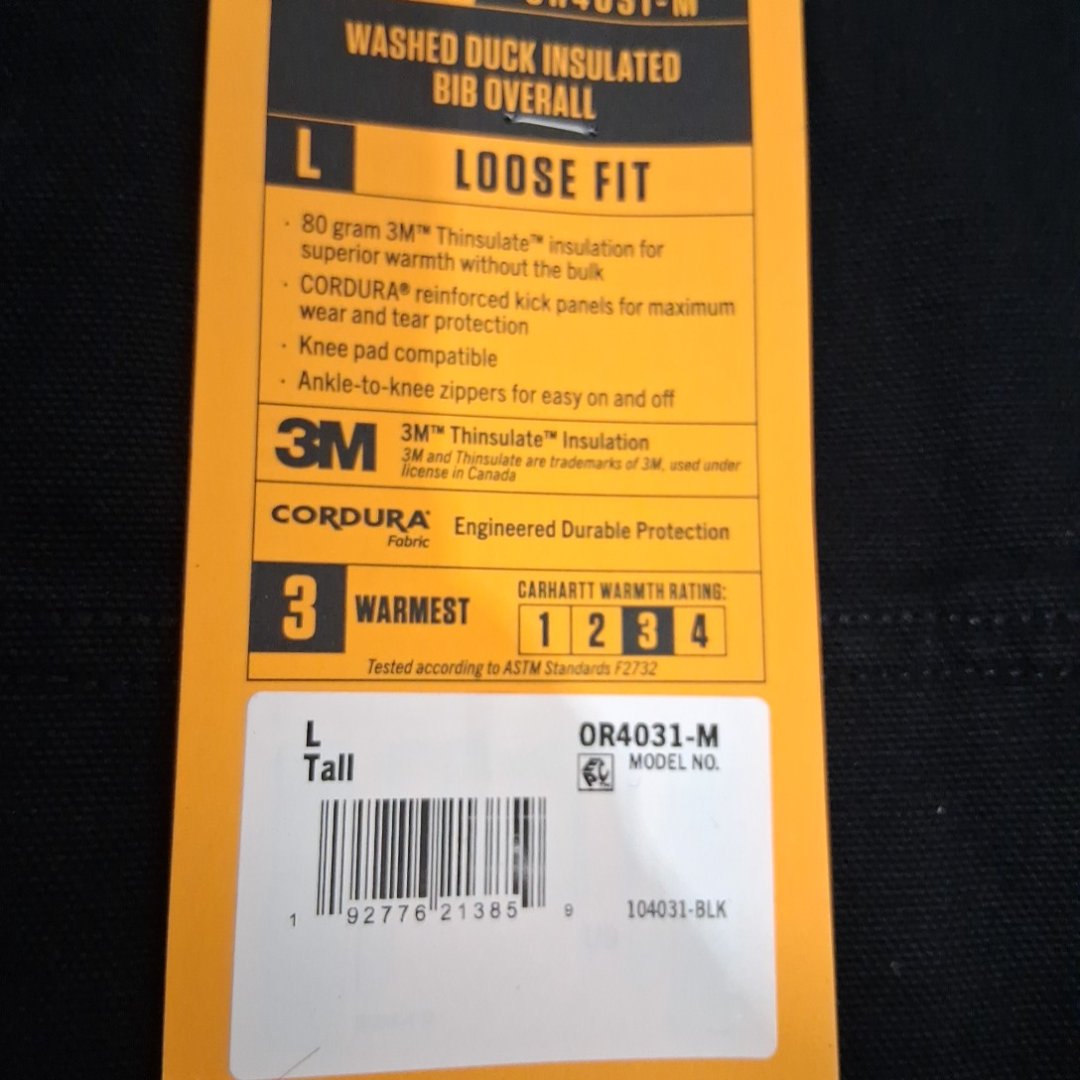 OR4031-M
WASHED DUCK INSULATED
BIB OVERALL
L LOOSE FIT
· 80 gram 3M™ Thinsulate™ insulation for
superior warmth without the bulk
· CORDURA® reinforced kick panels for maximum
wear and tear protection
· Knee pad compatible
· Ankle-to-knee zippers for easy on and off
3M 3M™ Thinsulate™ Insulation
3M and Thinsulate are trademarks of 3M, used under
license in Canada
CORDURA® Engineered Durable Protection
Fabric
CARHARTT WARMTH RATING:
3 WARMEST 1 2 3 4
Tested according to ASTM Standards F2732
L OR4031-M
Tall MODEL NO.
1 92776 21385 9 104031-BLK